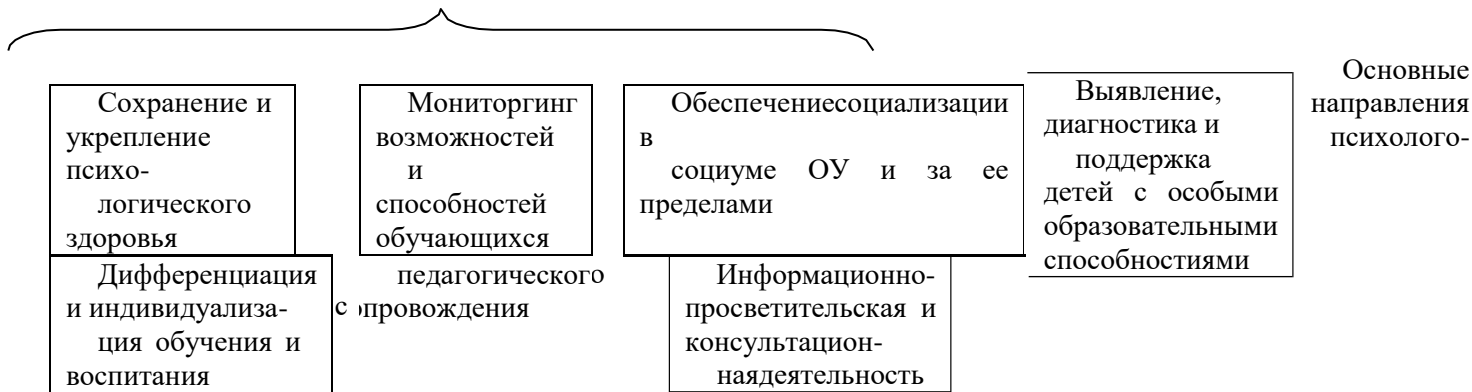 Основные
направления
психолого-
Сохранение и
укрепление
психо-
логического
здоровья
Мониторгинг
возможностей
и
способностей
обучающихся
Обеспечениесоциализации
в
социуме ОУ и за ее
пределами
Выявление,
диагностика и
поддержка
детей с особыми
образовательными
способностиями
Дифференциация
и индивидуализа-
ция обучения и
воспитания
педагогического
сопровождения
Информационно-
просветительская и
консультацион-
наядеятельность